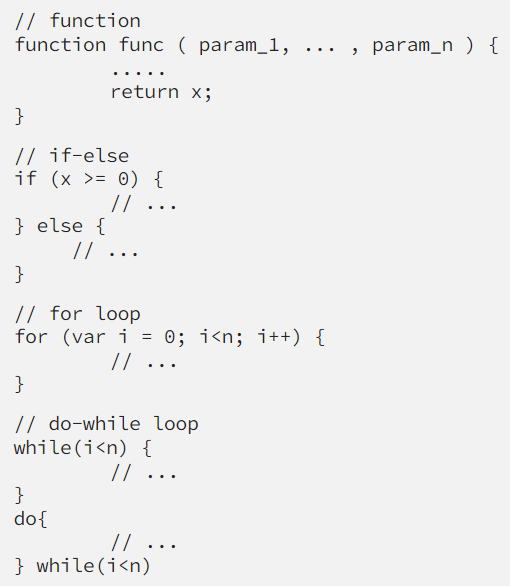 // function
function func ( param_1, ... , param_n ) {
.....
return x;
}
// if-else
if (x >= 0) {
// ...
} else {
// ...
}
// for loop
for (var i = 0; i<n; i++) {
// ...
}
// do-while loop
while(i<n) {
// ...
}
do{
// ...
} while(i<n)